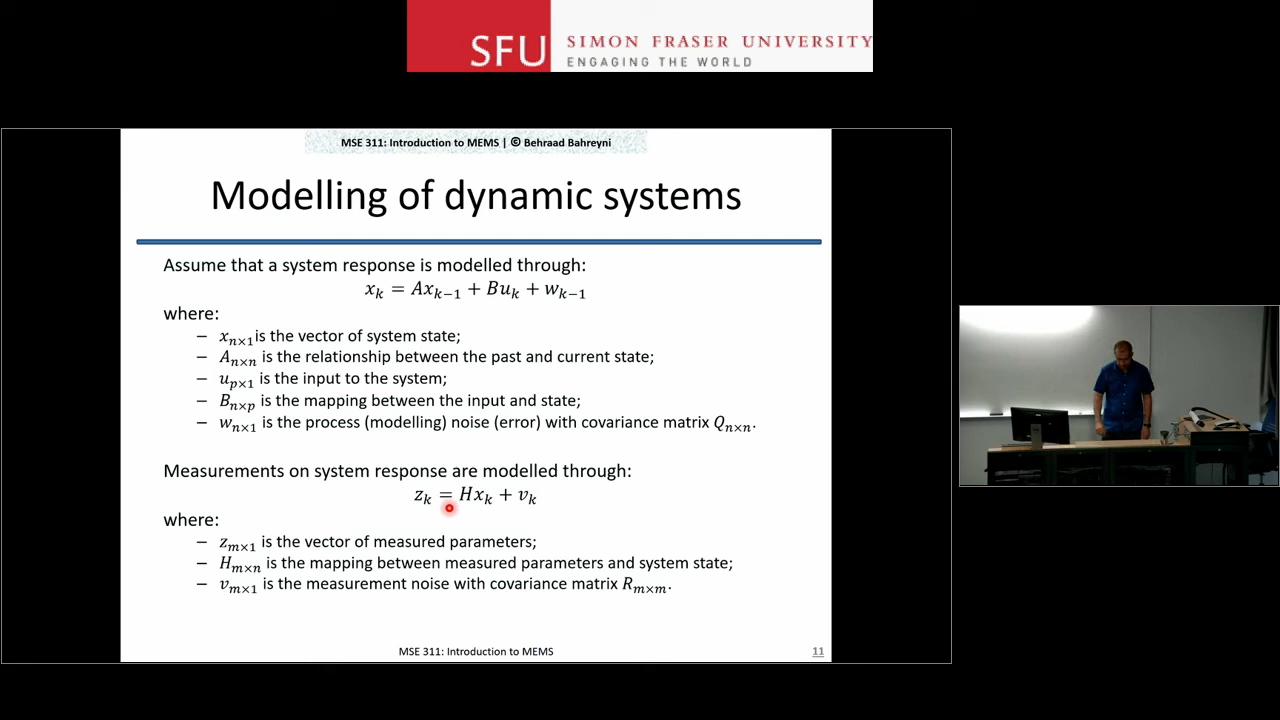 SFU SIMON FRASER UNIVERSITY
ENGAGING THE WORLD
MSE 311: Introduction to MEMS | © Behraad Bahreyni
Modelling of dynamic systems
Assume that a system response is modelled through:
x_k = Ax_{k−1} + Bu_k + w_{k−1}
where:
– x_{n×1} is the vector of system state;
– A_{n×n} is the relationship between the past and current state;
– u_{p×1} is the input to the system;
– B_{n×p} is the mapping between the input and state;
– w_{n×1} is the process (modelling) noise (error) with covariance matrix Q_{n×n}.
Measurements on system response are modelled through:
z_k = Hx_k + v_k
where:
– z_{m×1} is the vector of measured parameters;
– H_{m×n} is the mapping between measured parameters and system state;
– v_{m×1} is the measurement noise with covariance matrix R_{m×m}.
MSE 311: Introduction to MEMS
11